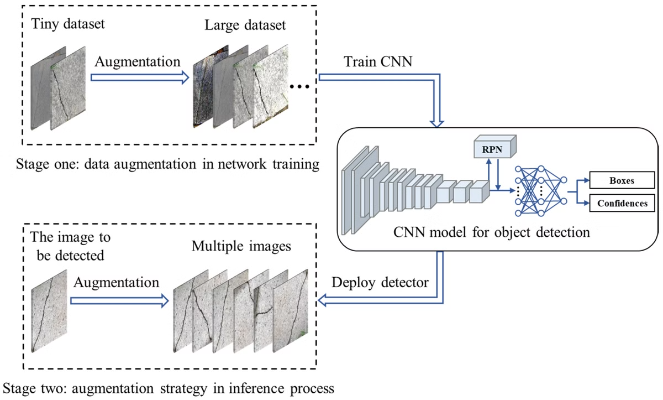 Tiny dataset
Large dataset
Augmentation
Train CNN
Stage one: data augmentation in network training
RPN
Boxes
Confidences
CNN model for object detection
The image to
be detected
Multiple images
Augmentation
Deploy detector
Stage two: augmentation strategy in inference process